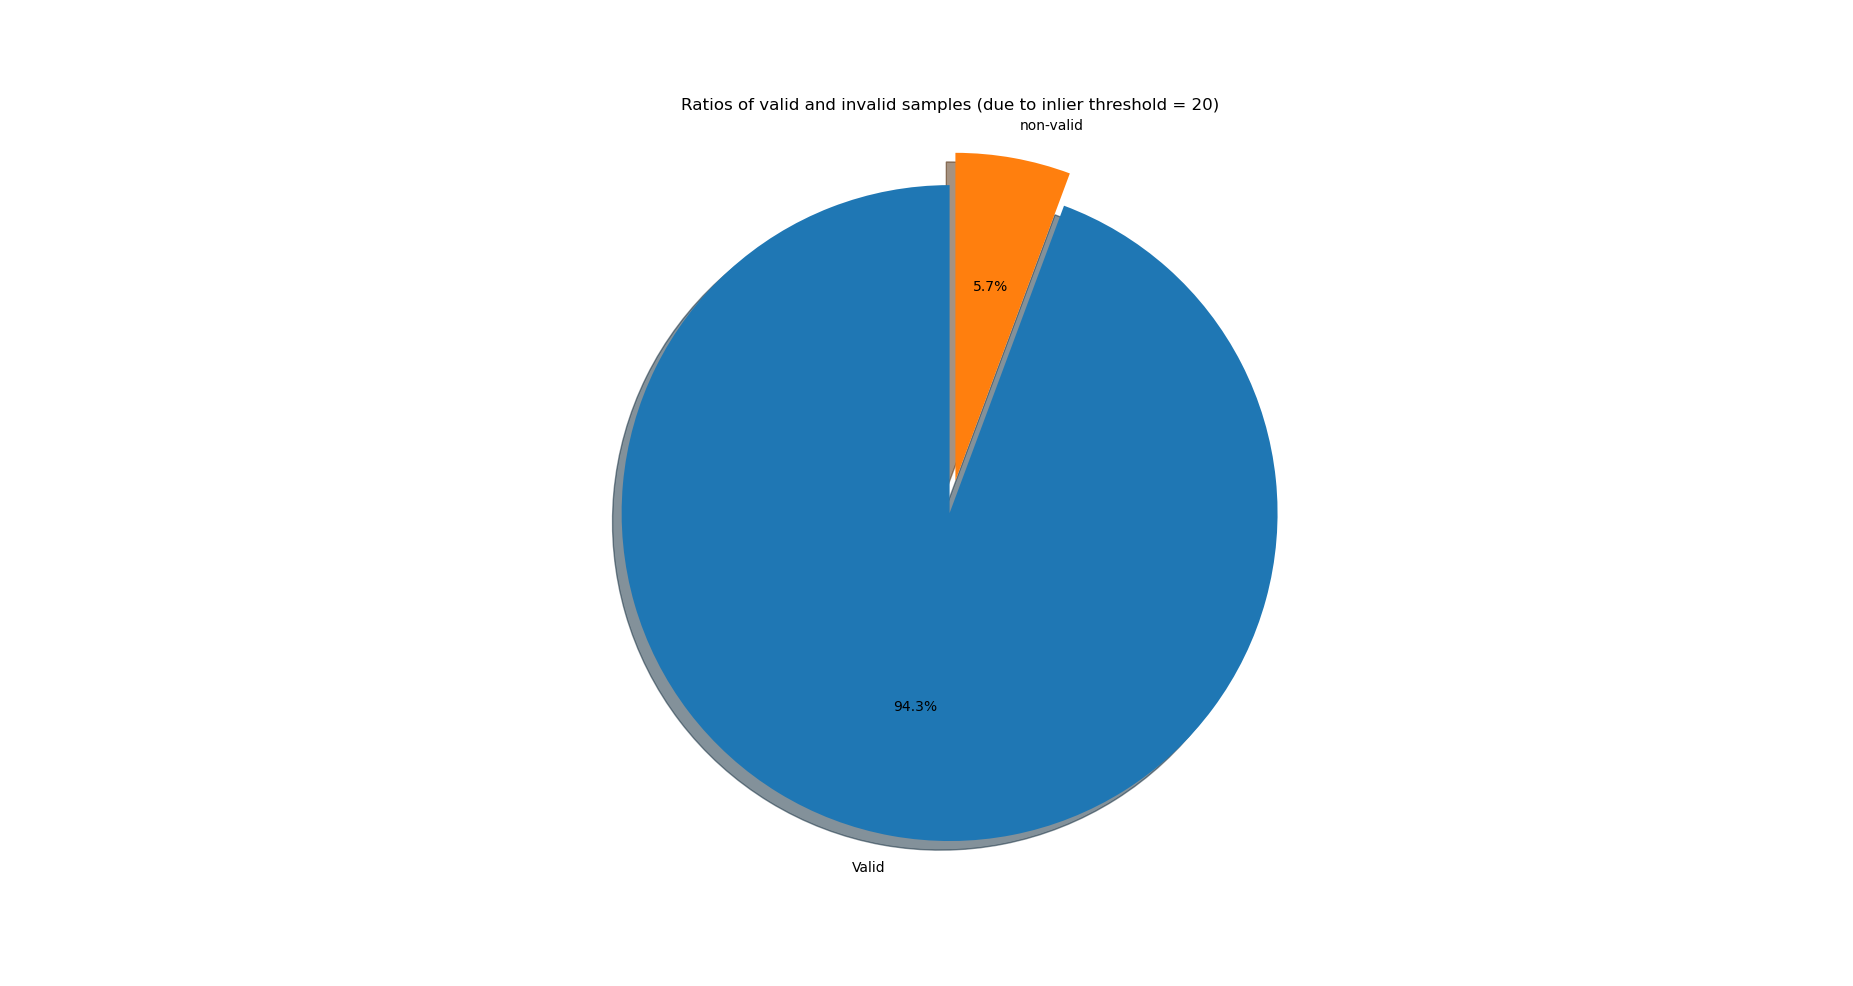 Ratios of valid and invalid samples (due to inlier threshold = 20)
non-valid
5.7%
94.3%
Valid